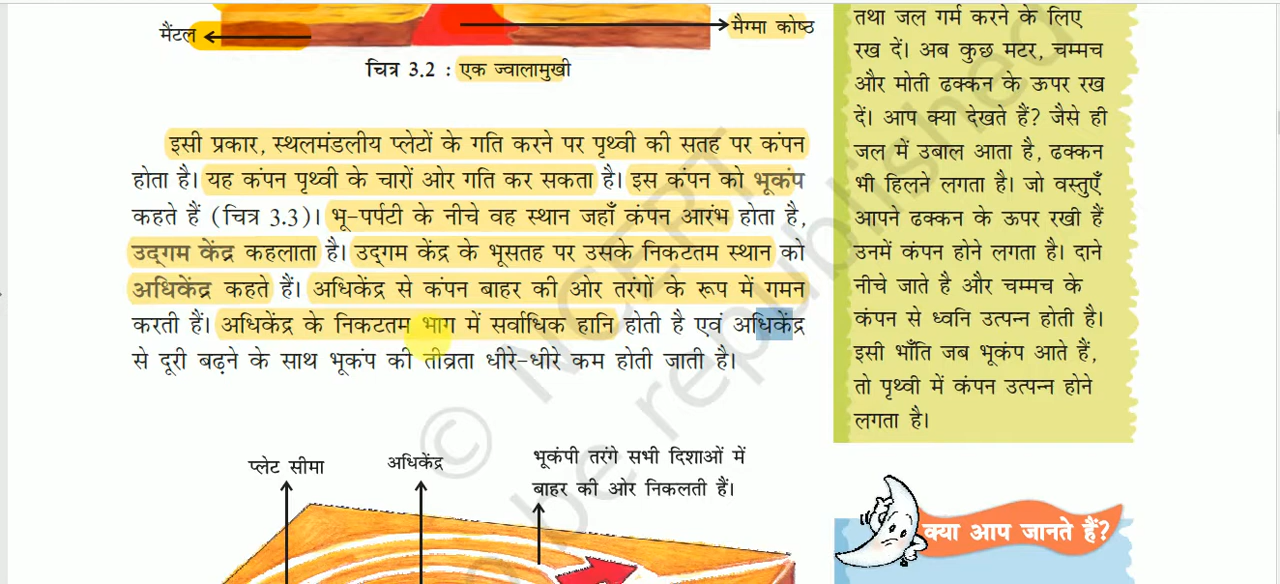 मैंटल
मैग्मा कोष्ठ
चित्र 3.2 : एक ज्वालामुखी
इसी प्रकार, स्थलमंडलीय प्लेटों के गति करने पर पृथ्वी की सतह पर कंपन
होता है। यह कंपन पृथ्वी के चारों ओर गति कर सकता है। इस कंपन को भूकंप
कहते हैं (चित्र 3.3)। भू-पर्पटी के नीचे वह स्थान जहाँ कंपन आरंभ होता है,
उद्‌गम केंद्र कहलाता है। उद्‌गम केंद्र के भूसतह पर उसके निकटतम स्थान को
अधिकेंद्र कहते हैं। अधिकेंद्र से कंपन बाहर की ओर तरंगों के रूप में गमन
करती हैं। अधिकेंद्र के निकटतम भाग में सर्वाधिक हानि होती है एवं अधिकेंद्र
से दूरी बढ़ने के साथ भूकंप की तीव्रता धीरे-धीरे कम होती जाती है।
प्लेट सीमा
अधिकेंद्र
भूकंपी तरंगे सभी दिशाओं में
बाहर की ओर निकलती हैं।
तथा जल गर्म करने के लिए
रख दें। अब कुछ मटर, चम्मच
और मोती ढक्कन के ऊपर रख
दें। आप क्या देखते हैं? जैसे ही
जल में उबाल आता है, ढक्कन
भी हिलने लगता है। जो वस्तुएँ
आपने ढक्कन के ऊपर रखी हैं
उनमें कंपन होने लगता है। दाने
नीचे जाते है और चम्मच के
कंपन से ध्वनि उत्पन्न होती है।
इसी भाँति जब भूकंप आते हैं,
तो पृथ्वी में कंपन उत्पन्न होने
लगता है।
क्या आप जानते हैं?
© NCERT
be republished